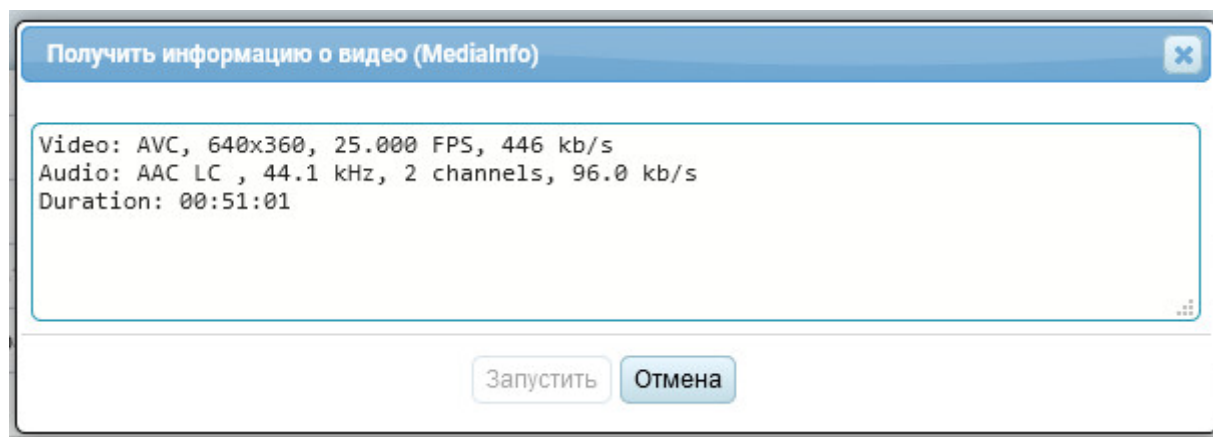 Получить информацию о видео (MediaInfo)
Video: AVC, 640x360, 25.000 FPS, 446 kb/s
Audio: AAC LC , 44.1 kHz, 2 channels, 96.0 kb/s
Duration: 00:51:01
Запустить Отмена